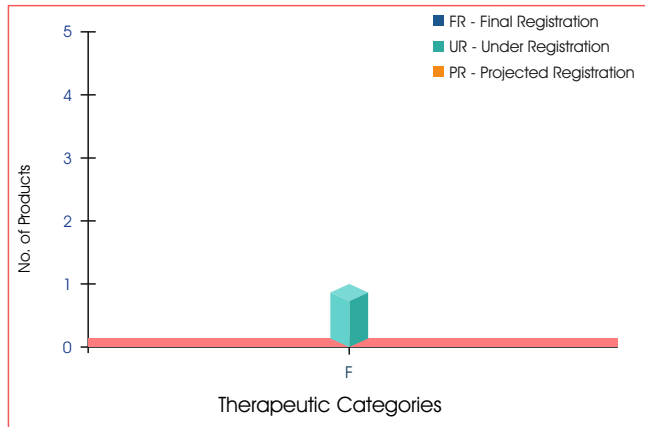 FR - Final Registration
UR - Under Registration
PR - Projected Registration
5
4
3
2
1
0
No. of Products
F
Therapeutic Categories